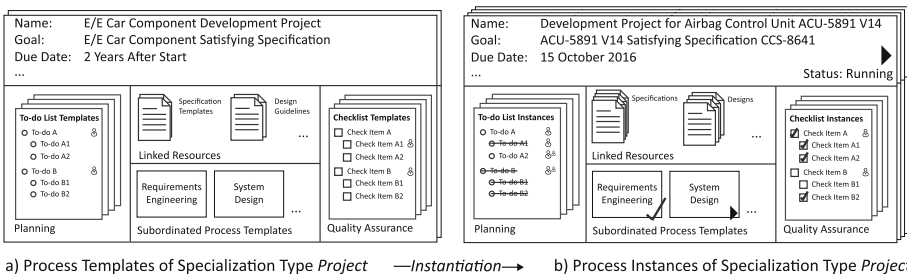 Name: E/E Car Component Development Project
Goal: E/E Car Component Satisfying Specification
Due Date: 2 Years After Start
...
To-do List Templates
To-do A
To-do A1
To-do A2
To-do B
To-do B1
To-do B2
Planning
Specification Templates
Design Guidelines
...
Linked Resources
Requirements Engineering
System Design
...
Subordinated Process Templates
Checklist Templates
Check Item A
Check Item A1
Check Item A2
Check Item B
Check Item B1
Check Item B2
Quality Assurance
a) Process Templates of Specialization Type Project
Instantiation
Name: Development Project for Airbag Control Unit ACU-5891 V14
Goal: ACU-5891 V14 Satisfying Specification CCS-8641
Due Date: 15 October 2016
...
Status: Running
To-do List Instances
To-do A
To-do A1
To-do A2
To-do B
To-do B1
To-do B2
Planning
Specifications
Designs
...
Linked Resources
Requirements Engineering
System Design
...
Subordinated Process Templates
Checklist Instances
Check Item A
Check Item A1
Check Item A2
Check Item B
Check Item B1
Check Item B2
Quality Assurance
b) Process Instances of Specialization Type Project